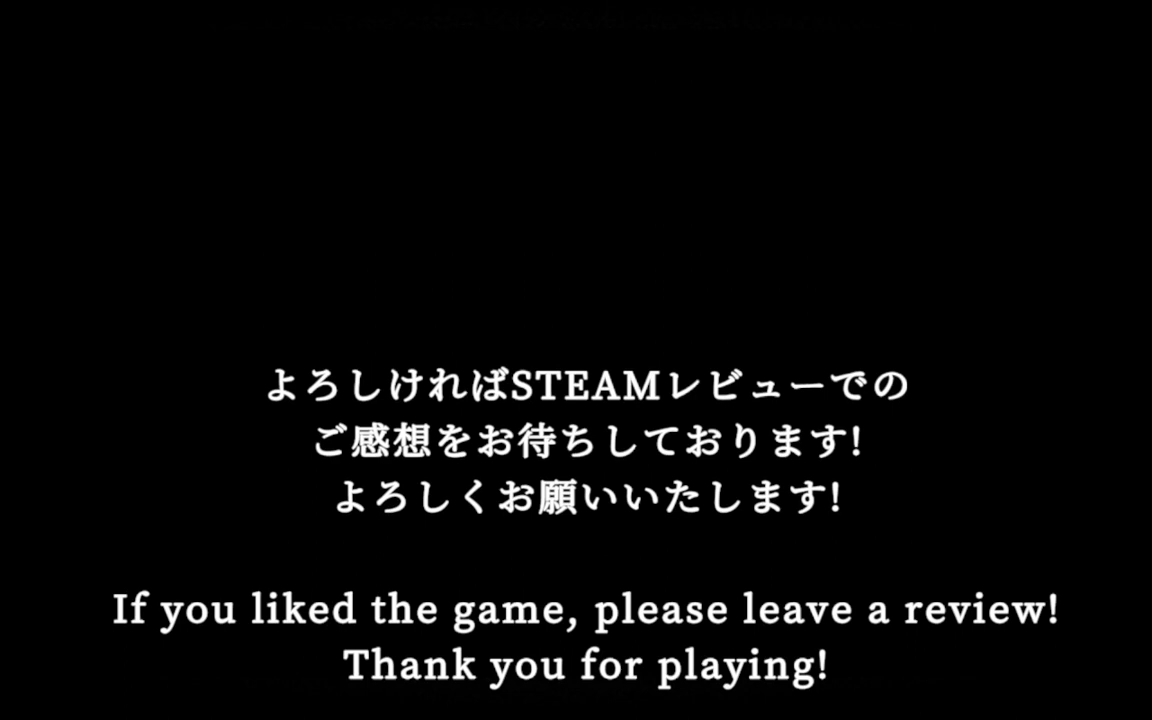 よろしければSTEAMレビューでの
ご感想をお待ちしております!
よろしくお願いいたします!
If you liked the game, please leave a review!
Thank you for playing!